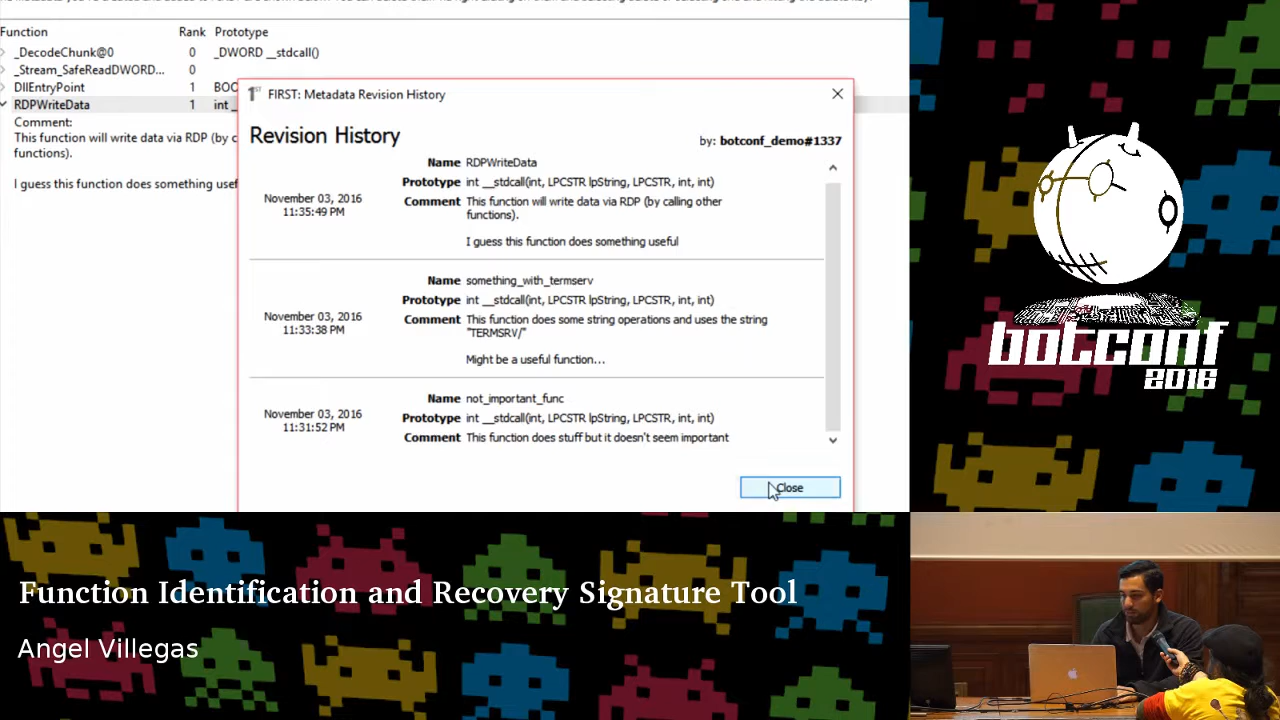 Function Rank Prototype
_DecodeChunk@0 0 _DWORD __stdcall()
_Stream_SafeReadDWORD... 0
DllEntryPoint 1 BOO
RDPWriteData 1 int _
Comment:
This function will write data via RDP (by c
functions).
I guess this function does something usef
FIRST: Metadata Revision History
Revision History
by: botconf_demo#1337
November 03, 2016
11:35:49 PM
Name RDPWriteData
Prototype int __stdcall(int, LPCSTR lpString, LPCSTR, int, int)
Comment This function will write data via RDP (by calling other
functions).
I guess this function does something useful
November 03, 2016
11:33:38 PM
Name something_with_termserv
Prototype int __stdcall(int, LPCSTR lpString, LPCSTR, int, int)
Comment This function does some string operations and uses the string
"TERMSRV/"
Might be a useful function...
November 03, 2016
11:31:52 PM
Name not_important_func
Prototype int __stdcall(int, LPCSTR lpString, LPCSTR, int, int)
Comment This function does stuff but it doesn't seem important
Close
botconf
2016
Function Identification and Recovery Signature Tool
Angel Villegas